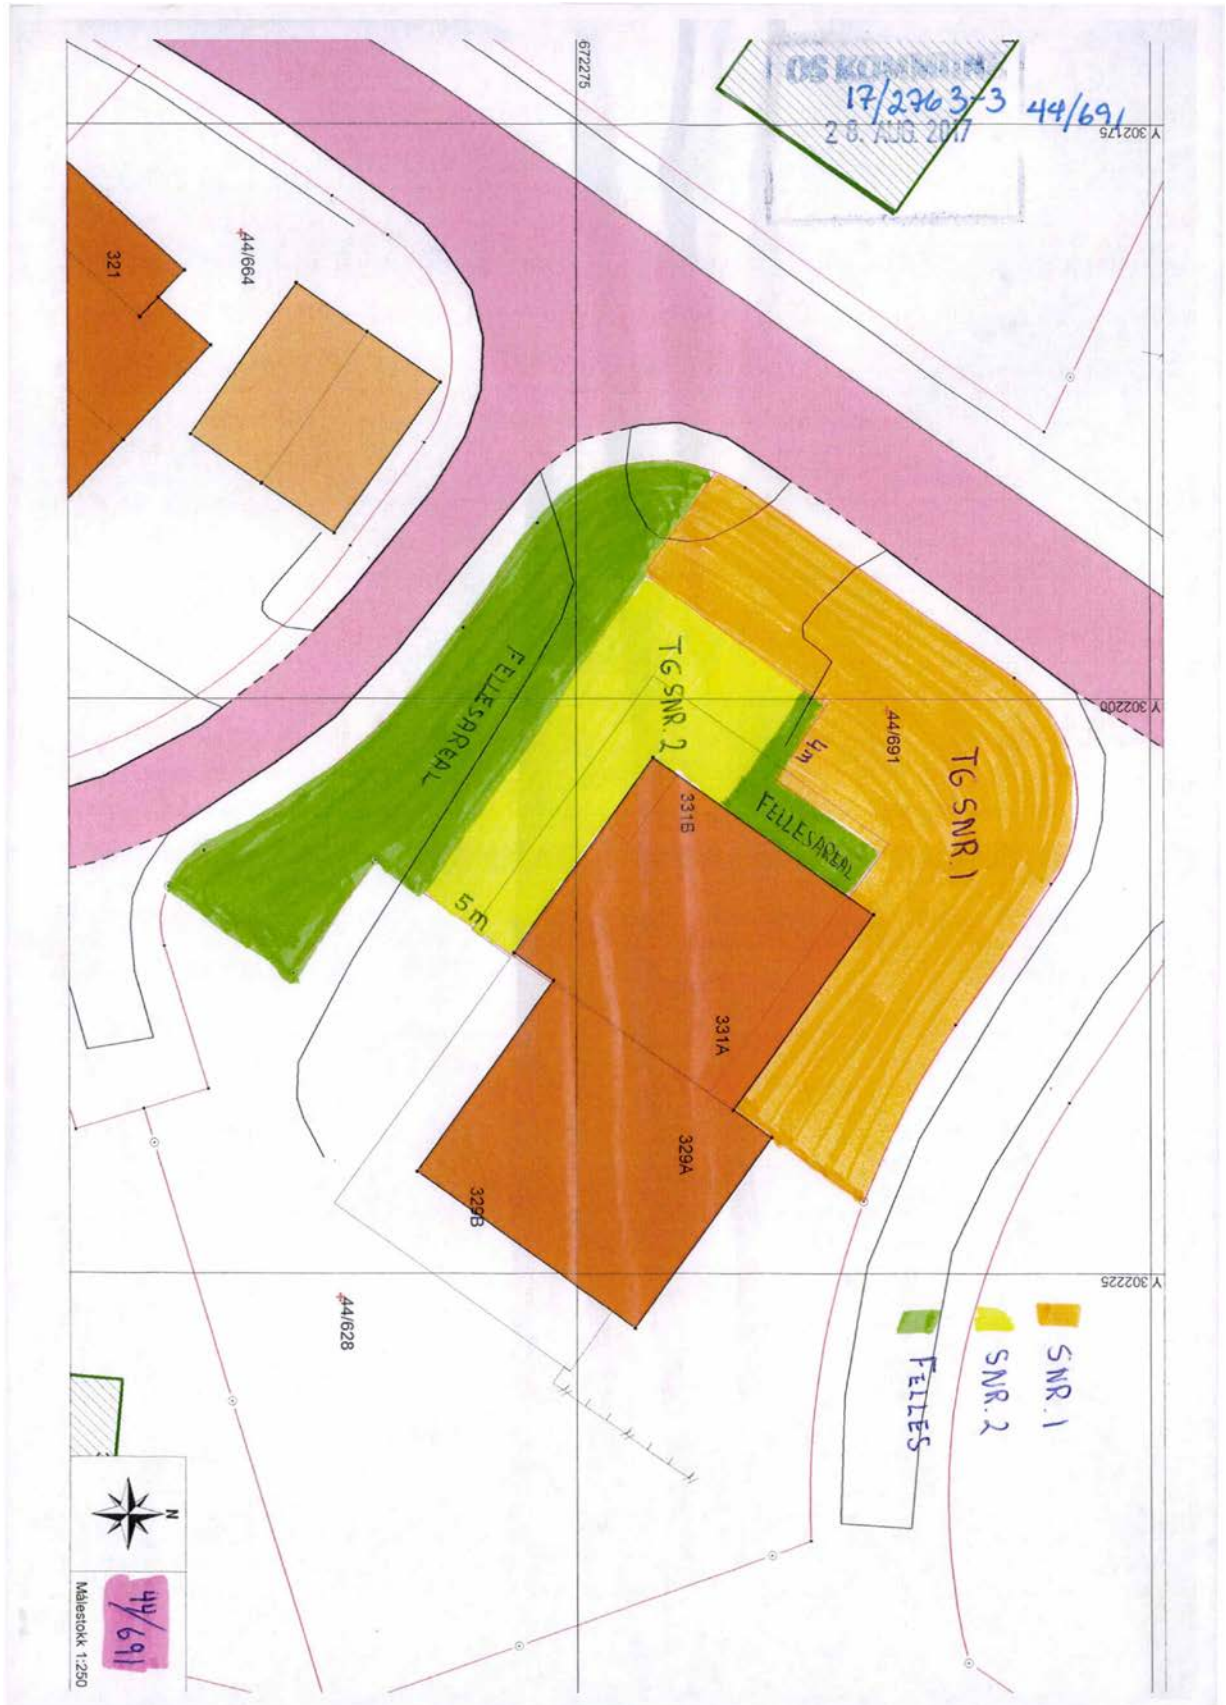 OS KOMMUNE
17/2763-3 44/691
28. AUG. 2017
672275
Y 302175
44/664
321
FELLESAREAL
TG SNR. 2
44/691
Y 302200
4m
TG SNR. 1
331B
FELLESAREAL
5m
331A
329A
329B
44/628
Y 302225
SNR. 1
SNR. 2
FELLES
N
44/691
Målestokk 1:250